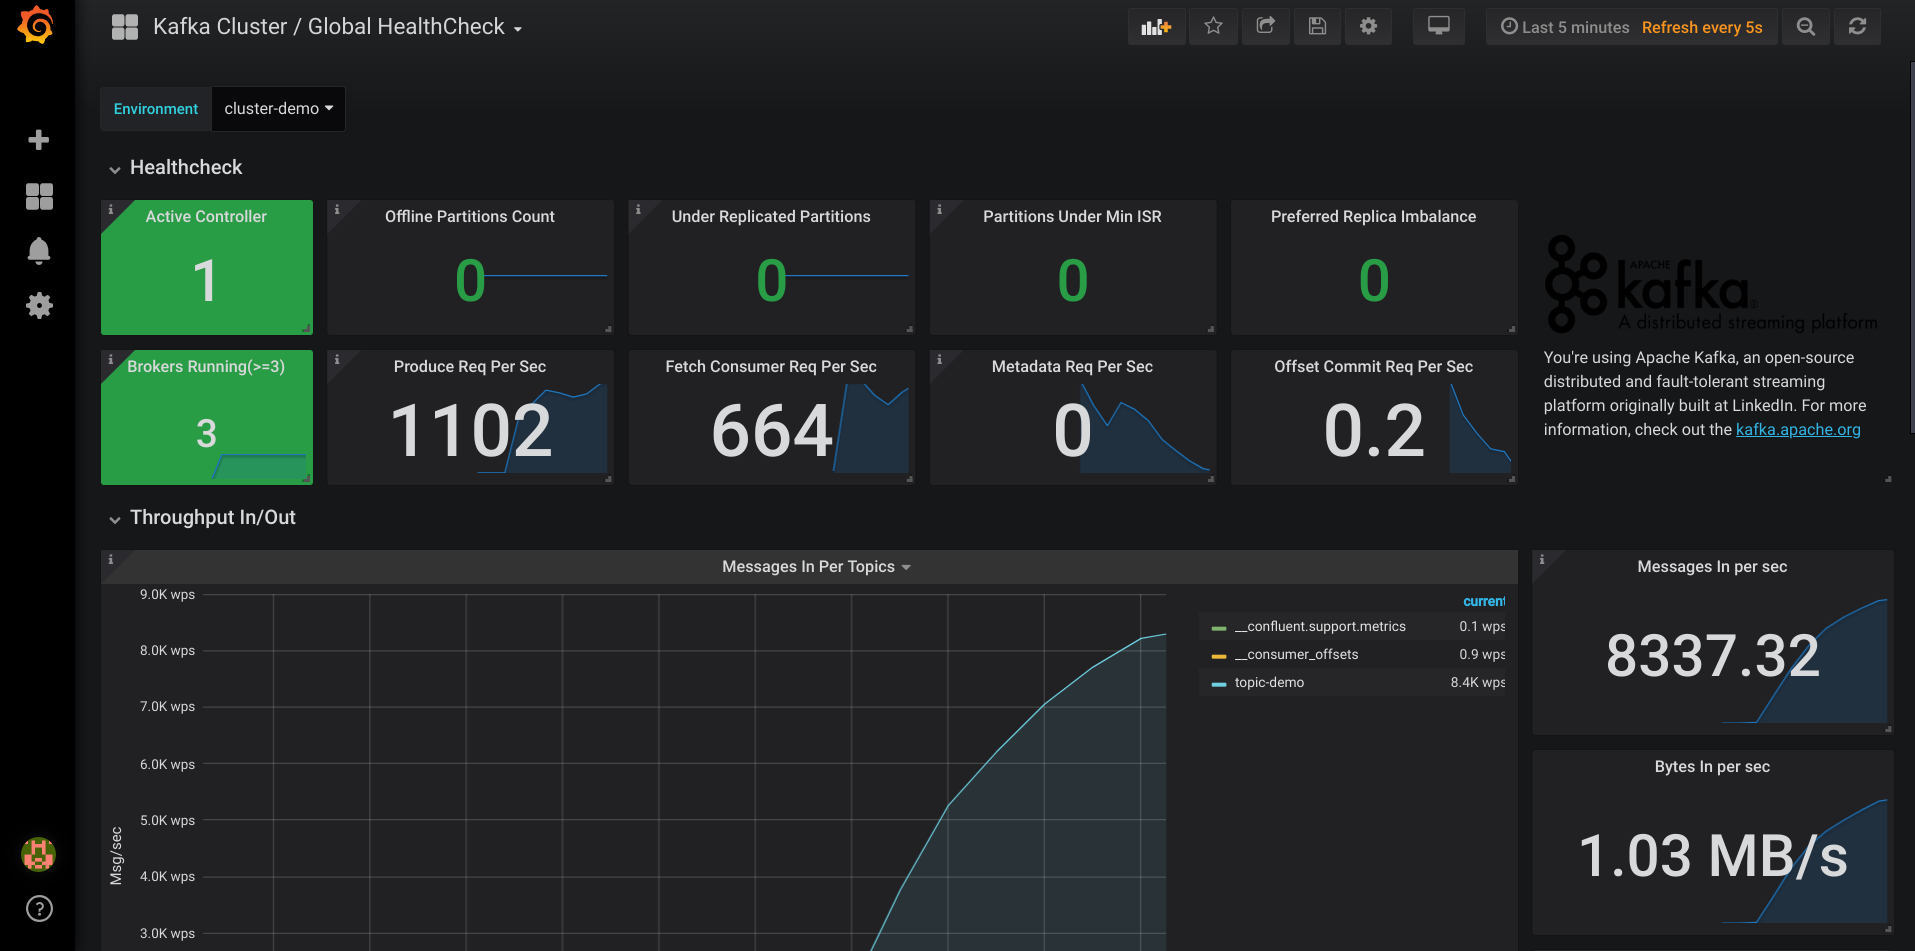 Kafka Cluster / Global HealthCheck
Last 5 minutes Refresh every 5s
Environment cluster-demo
Healthcheck
Active Controller
1
Offline Partitions Count
0
Under Replicated Partitions
0
Partitions Under Min ISR
0
Preferred Replica Imbalance
0
Brokers Running(>=3)
3
Produce Req Per Sec
1102
Fetch Consumer Req Per Sec
664
Metadata Req Per Sec
0
Offset Commit Req Per Sec
0.2
APACHE
kafka®
A distributed streaming platform
You're using Apache Kafka, an open-source
distributed and fault-tolerant streaming
platform originally built at LinkedIn. For more
information, check out the kafka.apache.org
Throughput In/Out
Messages In Per Topics
9.0K wps
8.0K wps
7.0K wps
6.0K wps
5.0K wps
4.0K wps
3.0K wps
Msg/sec
current
__confluent.support.metrics 0.1 wps
__consumer_offsets 0.9 wps
topic-demo 8.4K wps
Messages In per sec
8337.32
Bytes In per sec
1.03 MB/s